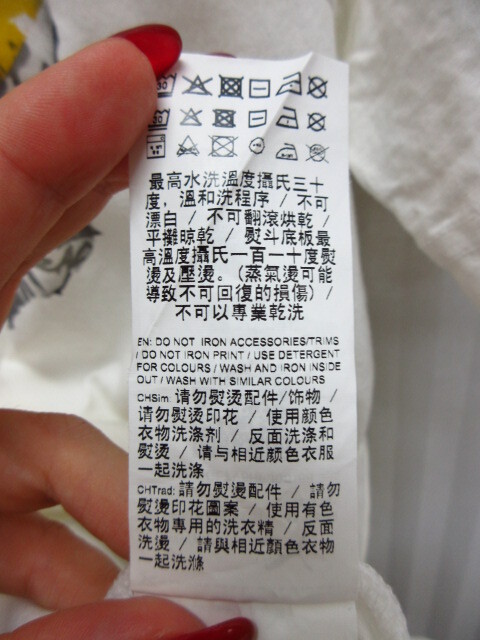 最高水洗溫度攝氏三十
度，溫和洗程序 / 不可
漂白 / 不可翻滾烘乾 /
平攤晾乾 / 熨斗底板最
高溫度攝氏一百一十度熨
燙及壓燙。(蒸氣燙可能
導致不可回復的損傷) /
不可以專業乾洗
EN: DO NOT IRON ACCESSORIES/TRIMS
/ DO NOT IRON PRINT / USE DETERGENT
FOR COLOURS / WASH AND IRON INSIDE
OUT / WASH WITH SIMILAR COLOURS
CHSim: 请勿熨烫配件/饰物 /
请勿熨烫印花 / 使用颜色
衣物洗涤剂 / 反面洗涤和
熨烫 / 请与相近颜色衣服
一起洗涤
CHTrad: 請勿熨燙配件 / 請勿
熨燙印花圖案 / 使用有色
衣物專用的洗衣精 / 反面
洗燙 / 請與相近顏色衣物
一起洗滌